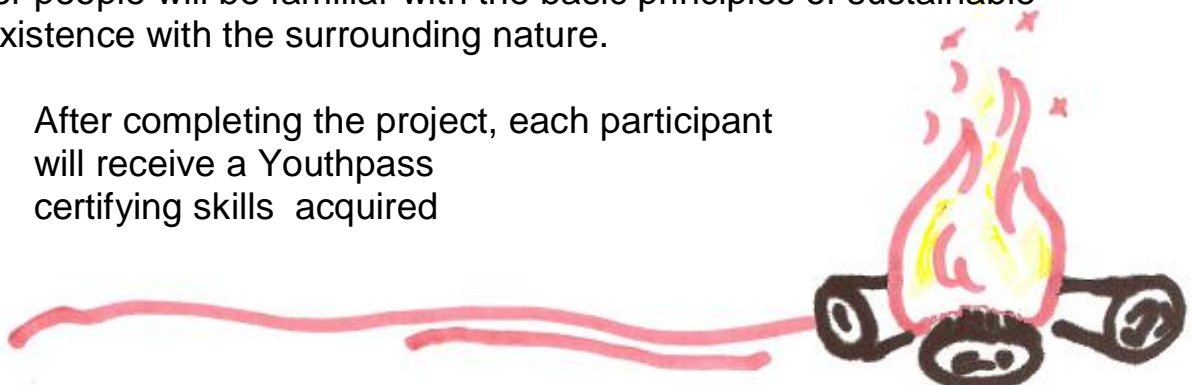 er people will be familiar with the basic principles of sustainable
xistence with the surrounding nature.
After completing the project, each participant
will receive a Youthpass
certifying skills acquired